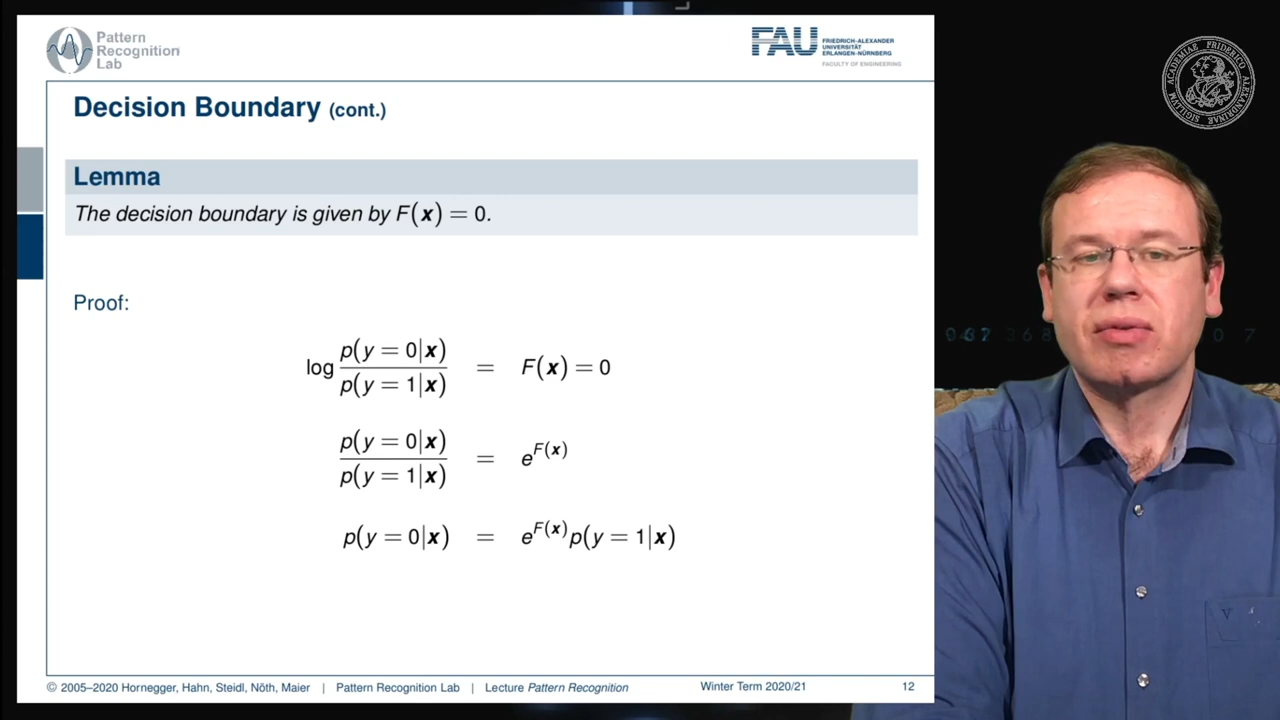 Pattern
Recognition
Lab
FAU
FRIEDRICH-ALEXANDER
UNIVERSITÄT
ERLANGEN-NÜRNBERG
FACULTY OF ENGINEERING
Decision Boundary (cont.)
Lemma
The decision boundary is given by F(x) = 0.
Proof:
log p(y = 0|x) / p(y = 1|x) = F(x) = 0
p(y = 0|x) / p(y = 1|x) = e^{F(x)}
p(y = 0|x) = e^{F(x)} p(y = 1|x)
© 2005–2020 Hornegger, Hahn, Steidl, Nöth, Maier | Pattern Recognition Lab | Lecture Pattern Recognition Winter Term 2020/21 12